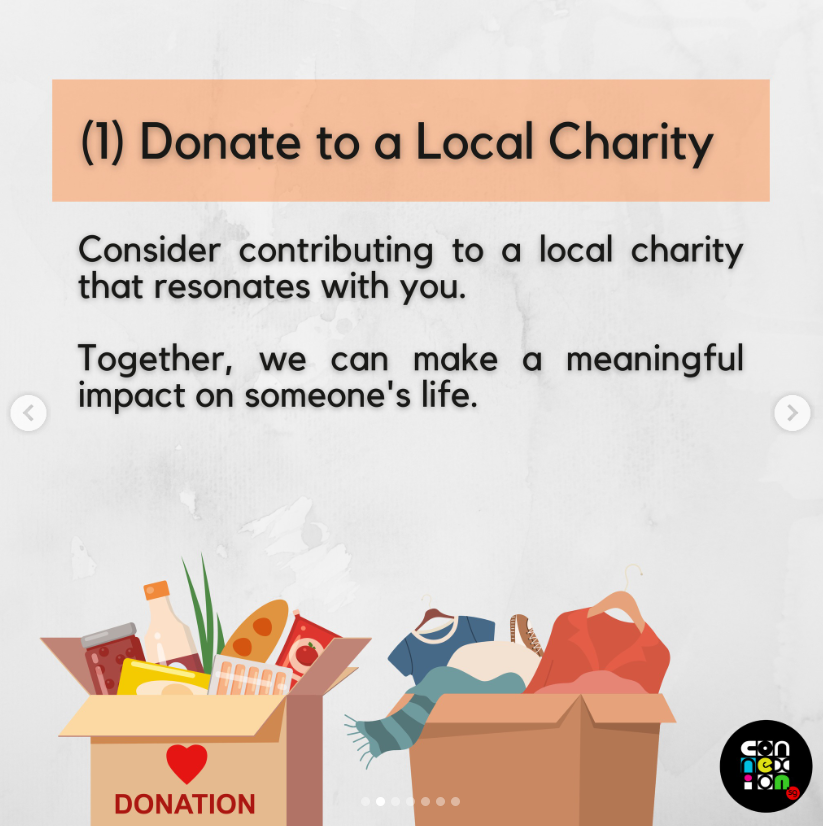 (1) Donate to a Local Charity
Consider contributing to a local charity
that resonates with you.
Together, we can make a meaningful
impact on someone's life.
DONATION
con
nex
ion
.sg